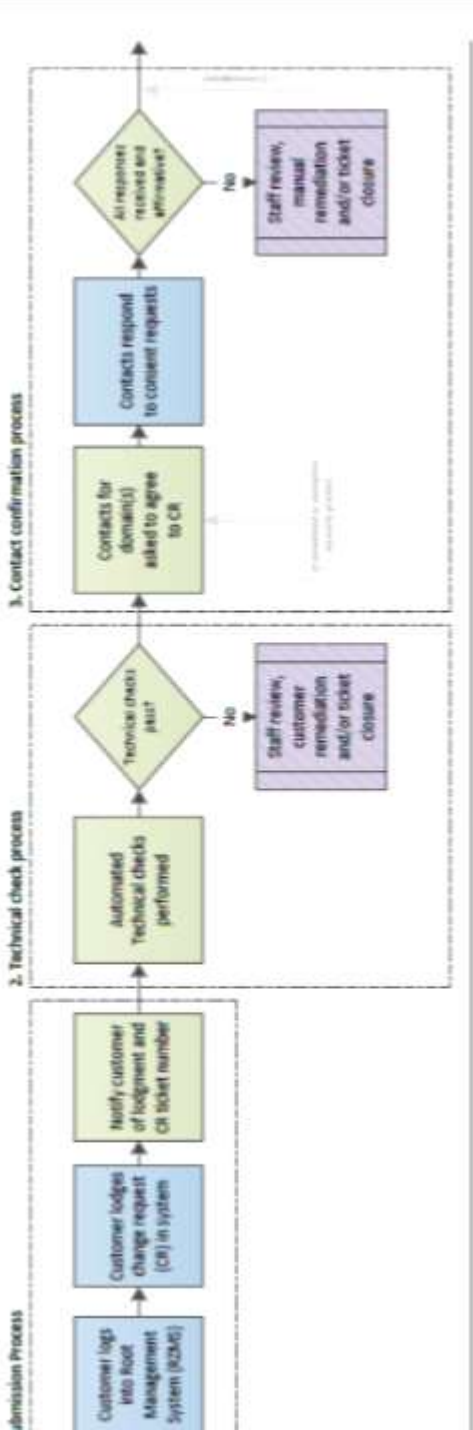 ubmission Process
Customer logs
into Root
Management
System (RZMS)
Customer lodges
change request
(CR) in system
Notify customer
of lodgment and
CR ticket number
2. Technical check process
Automated
Technical checks
performed
Technical checks
pass?
No
Staff review,
customer
remediation
and/or ticket
closure
3. Contact confirmation process
Contacts for
domain(s)
asked to agree
to CR
Contacts respond
to consent requests
All responses
received and
affirmative?
No
Staff review,
manual
remediation
and/or ticket
closure